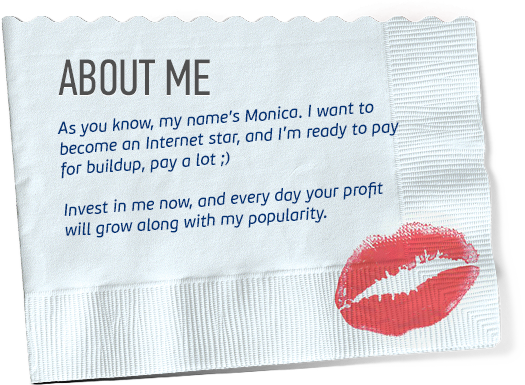 ABOUT ME
As you know, my name's Monica. I want to
become an Internet star, and I'm ready to pay
for buildup, pay a lot ;)
Invest in me now, and every day your profit
will grow along with my popularity.